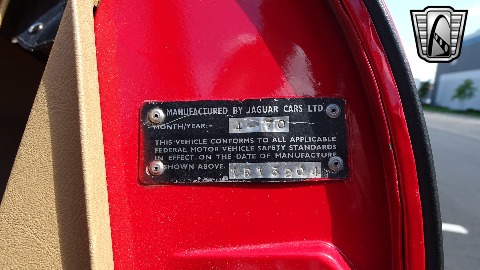 MANUFACTURED BY JAGUAR CARS LTD.
MONTH/YEAR:- 4-70
THIS VEHICLE CONFORMS TO ALL APPLICABLE
FEDERAL MOTOR VEHICLE SAFETY STANDARDS
IN EFFECT ON THE DATE OF MANUFACTURE
SHOWN ABOVE.